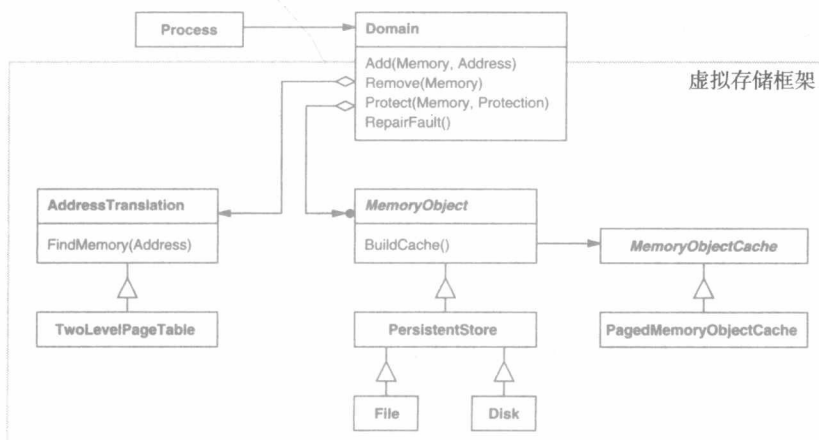 Process
Domain
Add(Memory, Address)
Remove(Memory)
Protect(Memory, Protection)
RepairFault()
虚拟存储框架
AddressTranslation
FindMemory(Address)
MemoryObject
BuildCache()
MemoryObjectCache
TwoLevelPageTable
PersistentStore
PagedMemoryObjectCache
File
Disk